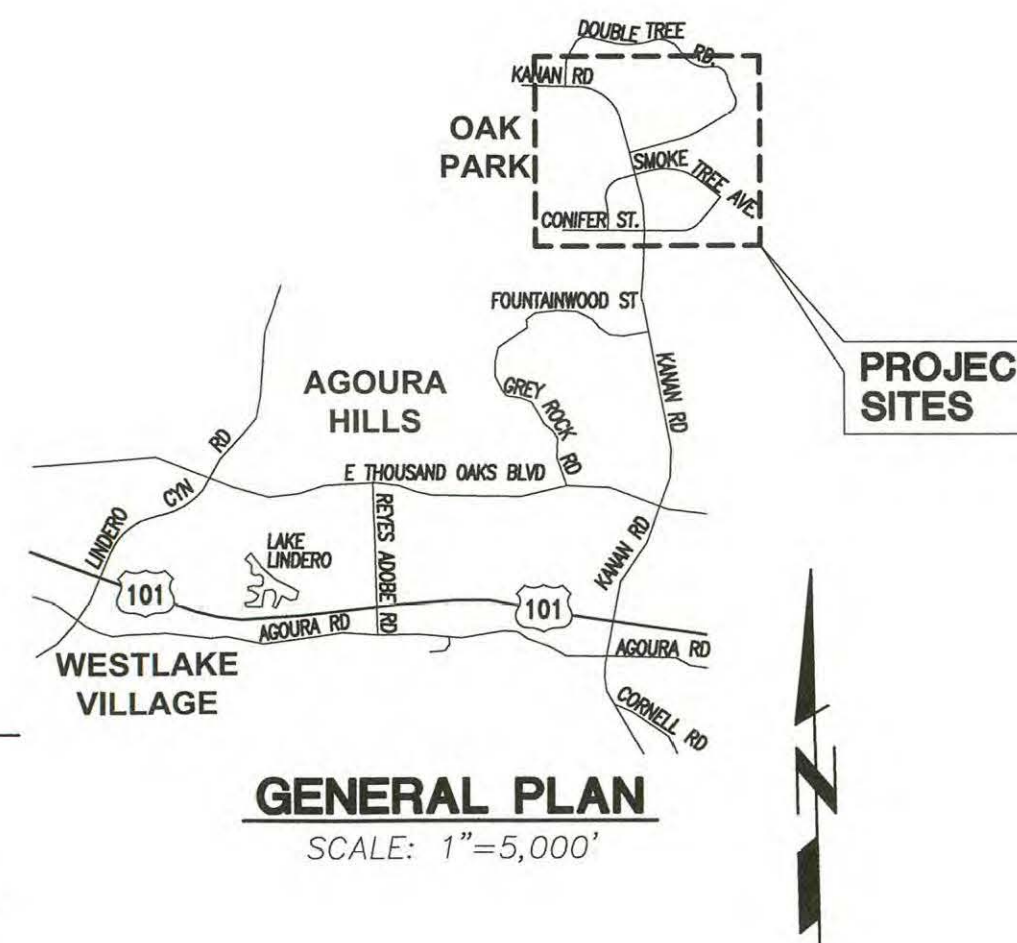 DOUBLE TREE RD.
KANAN RD
OAK
PARK
SMOKE TREE AVE.
CONIFER ST.
FOUNTAINWOOD ST
PROJEC
SITES
AGOURA
HILLS
GREY ROCK RD
KANAN RD
LINDERO CYN RD
E THOUSAND OAKS BLVD
REYES ADOBE RD
LAKE
LINDERO
KANAN RD
101
101
AGOURA RD
AGOURA RD
WESTLAKE
VILLAGE
CORNELL RD
N
GENERAL PLAN
SCALE: 1"=5,000'